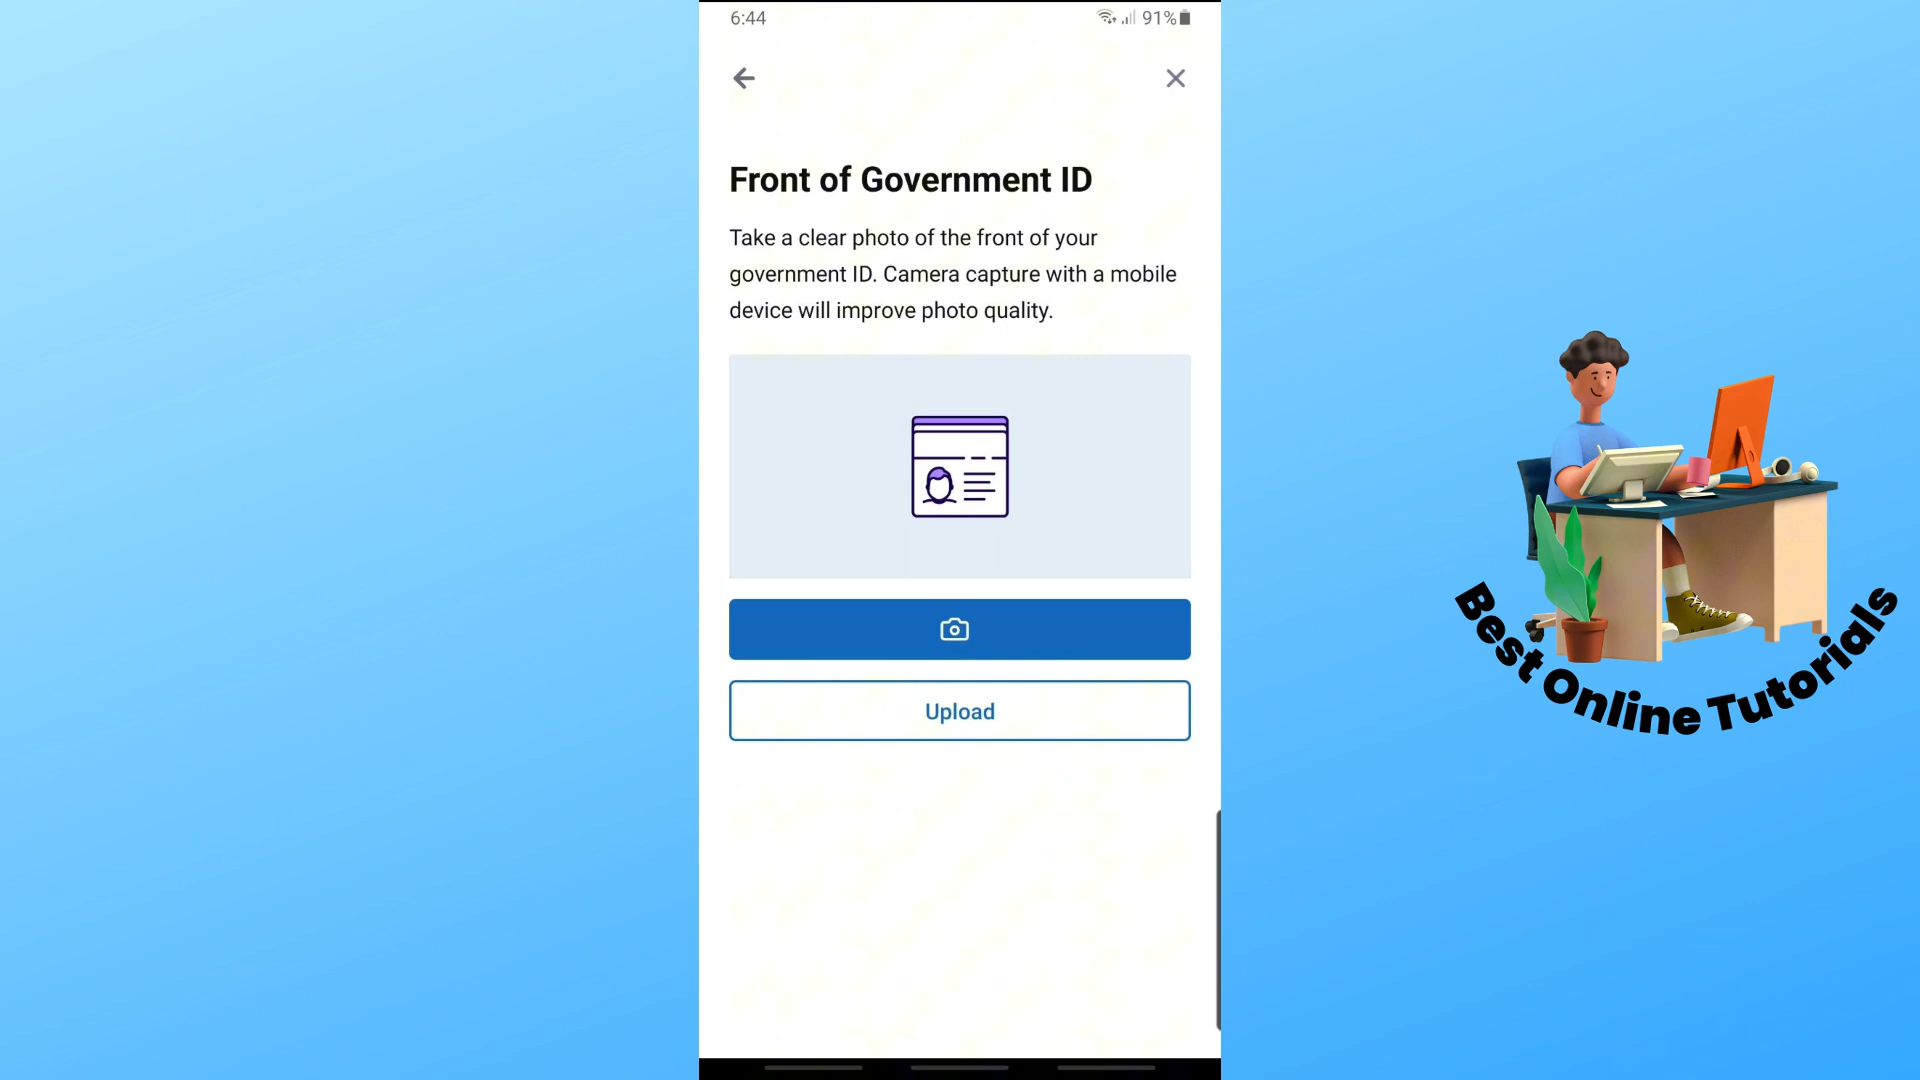 6:44
91%
Front of Government ID
Take a clear photo of the front of your
government ID. Camera capture with a mobile
device will improve photo quality.
Upload
Best Online Tutorials